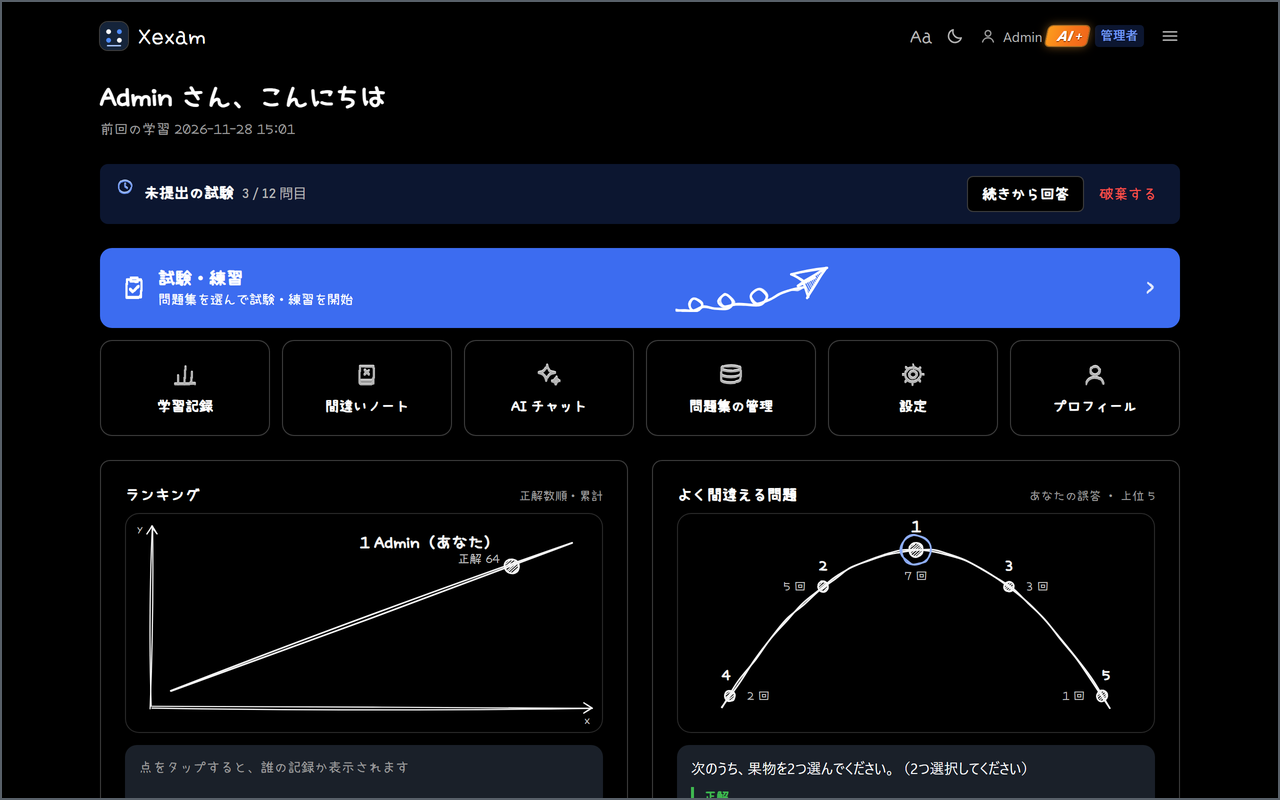 Xexam
Aa Admin AI+ 管理者
Admin さん、こんにちは
前回の学習 2026-11-28 15:01
未提出の試験 3 / 12 問目 続きから回答 破棄する
試験・練習
問題集を選んで試験・練習を開始
学習記録 間違いノート AI チャット 問題集の管理 設定 プロフィール
ランキング 正解数順・累計
y
1 Admin（あなた）
正解 64
x
点をタップすると、誰の記録か表示されます
よく間違える問題 あなたの誤答 ・ 上位 5
1
7 回
2
5 回
3
3 回
4
2 回
5
1 回
次のうち、果物を2つ選んでください。（2つ選択してください）
正解